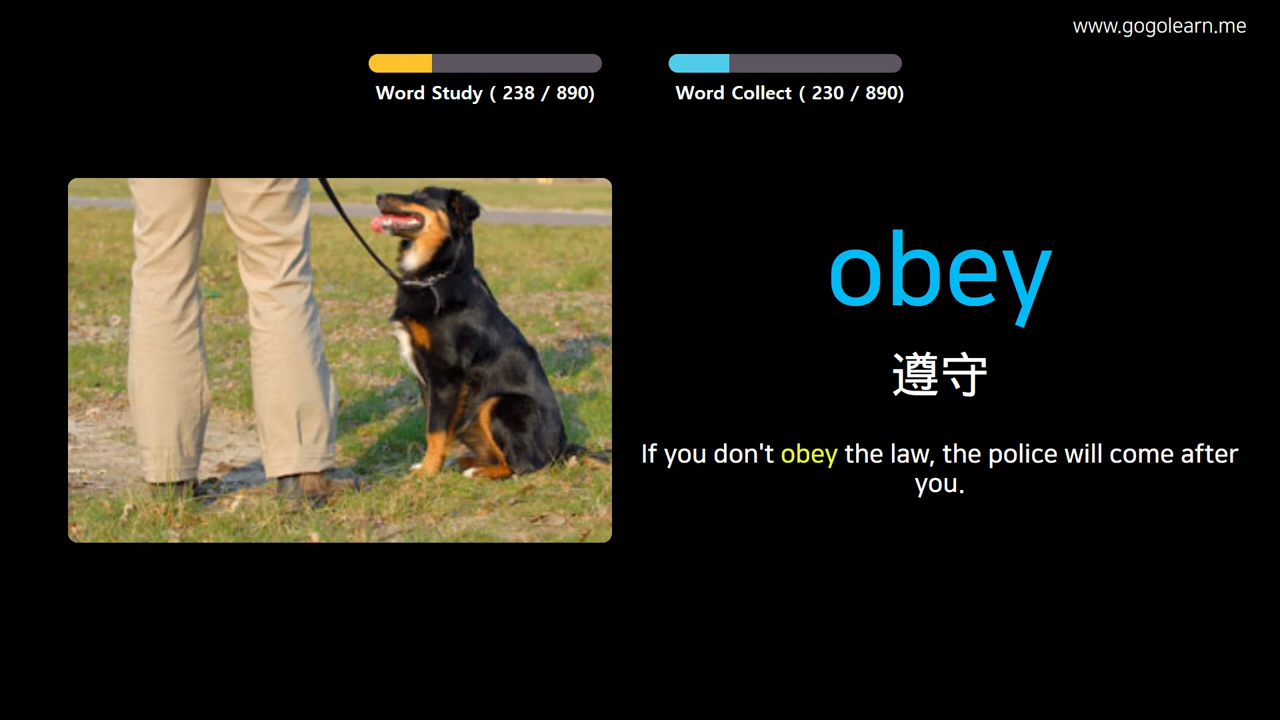 www.gogolearn.me
Word Study ( 238 / 890)
Word Collect ( 230 / 890)
obey
遵守
If you don't obey the law, the police will come after
you.